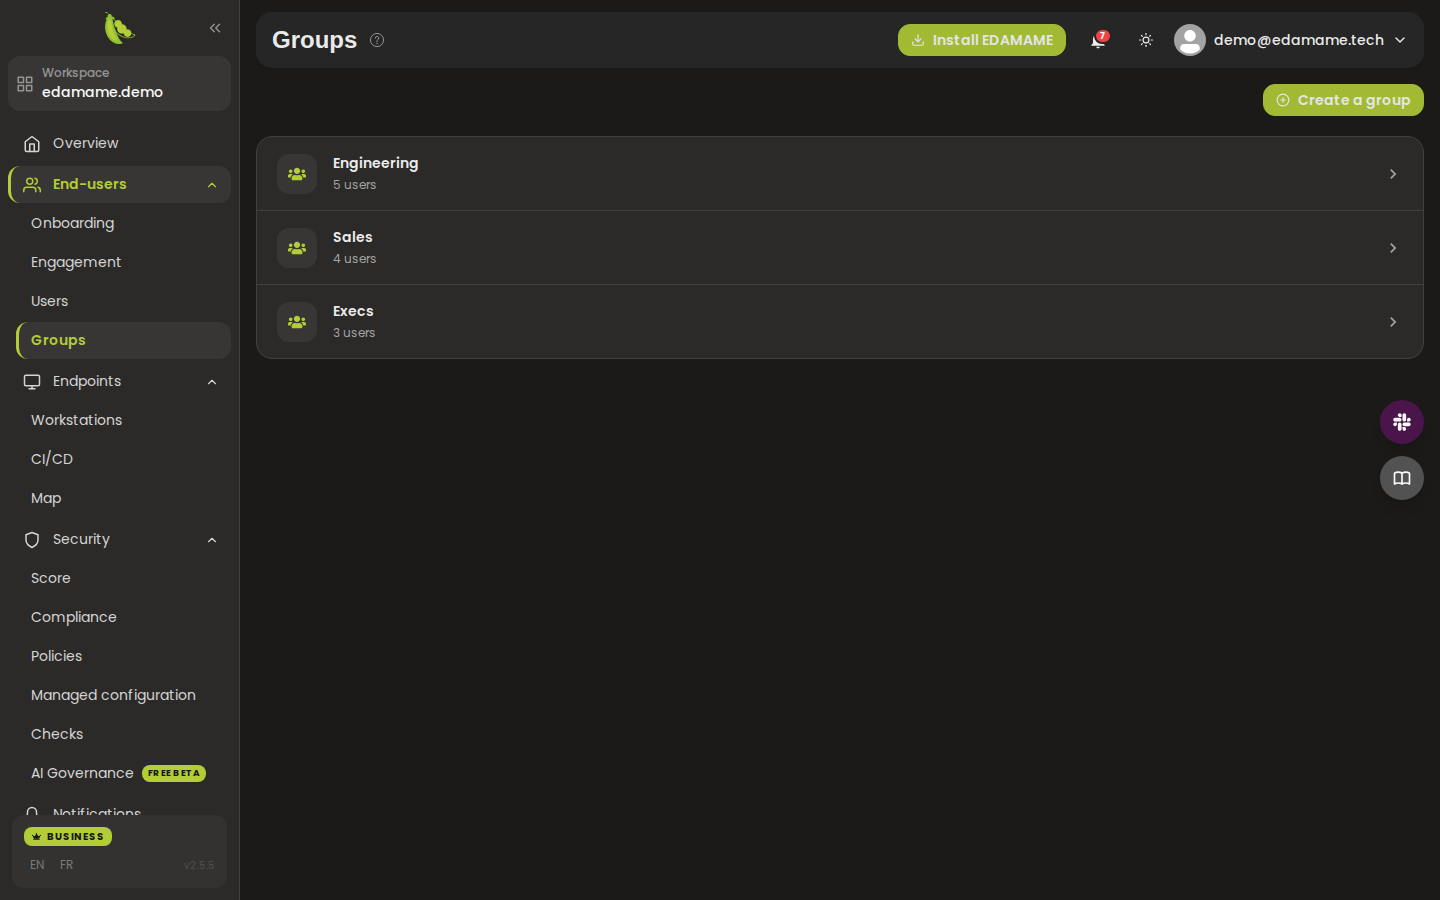 Workspace
edamame.demo
Overview
End-users
Onboarding
Engagement
Users
Groups
Endpoints
Workstations
CI/CD
Map
Security
Score
Compliance
Policies
Managed configuration
Checks
AI Governance FREE BETA
Notifications
BUSINESS
EN FR v2.5.5
Groups
Install EDAMAME
7
demo@edamame.tech
Create a group
Engineering
5 users
Sales
4 users
Execs
3 users